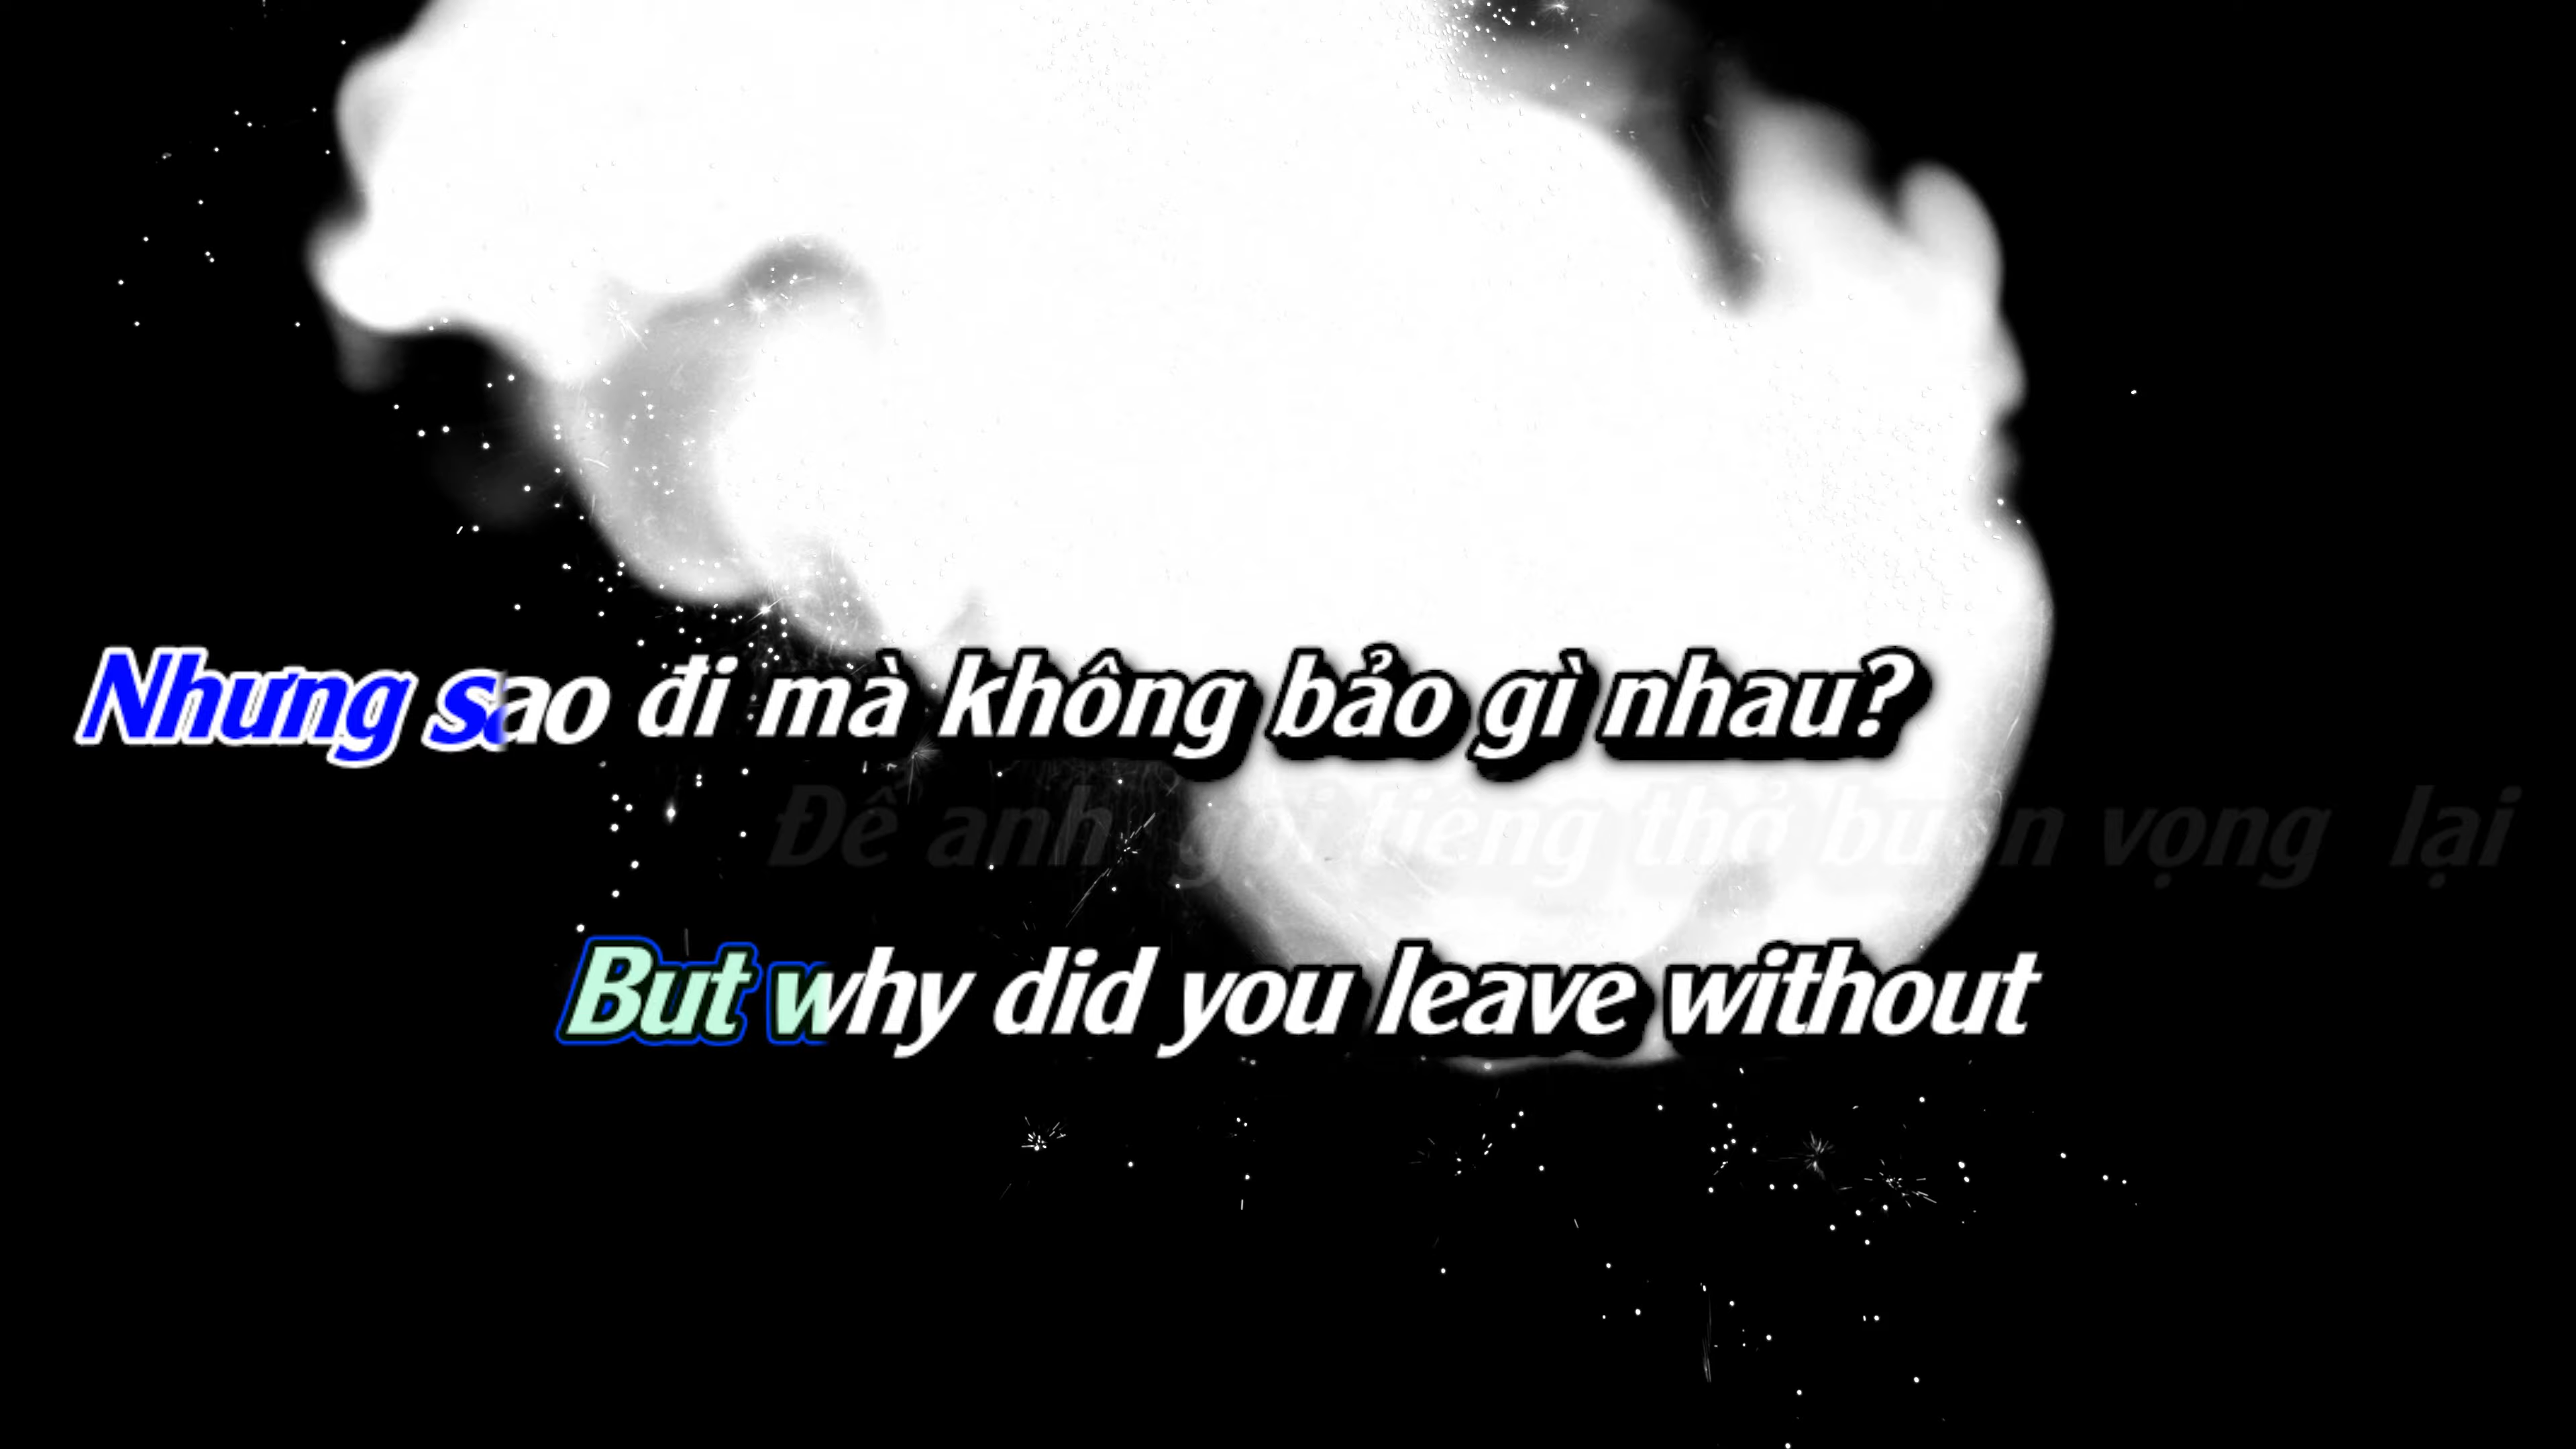 Nhưng sao đi mà không bảo gì nhau?
Để anh gọi tiếng thở buồn vọng lại
But why did you leave without